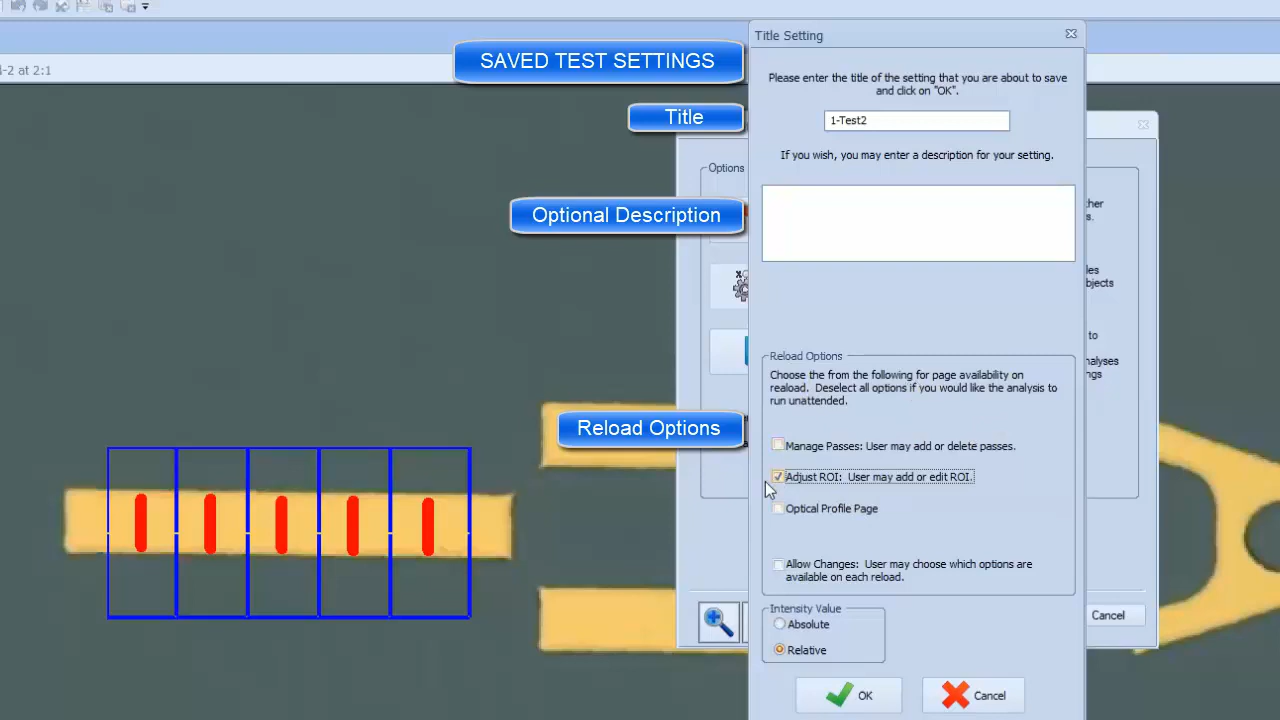 -2 at 2:1
Title Setting
SAVED TEST SETTINGS
Please enter the title of the setting that you are about to save
and click on "OK".
Title
1-Test2
If you wish, you may enter a description for your setting.
Options
Optional Description
Reload Options
Choose the from the following for page availability on
reaload. Deselect all options if you would like the analysis to
run unattended.
Reload Options
Manage Passes: User may add or delete passes.
Adjust ROI: User may add or edit ROI.
Optical Profile Page
Allow Changes: User may choose which options are
available on each reload.
Intensity Value
Absolute
Relative
Cancel
OK
Cancel